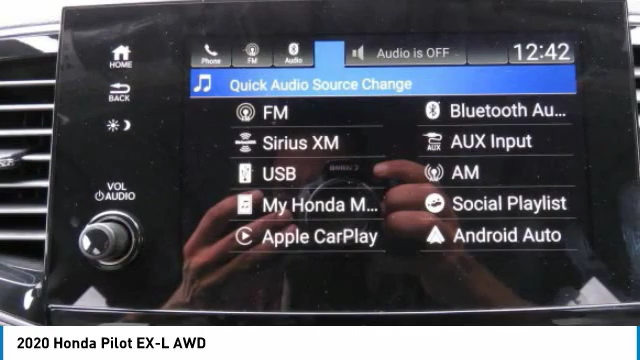 HOME
BACK
VOL
AUDIO
Phone
FM
Audio
Audio is OFF
12:42
Quick Audio Source Change
FM
Bluetooth Au...
Sirius XM
AUX
AUX Input
USB
AM
My Honda M...
Social Playlist
Apple CarPlay
Android Auto
2020 Honda Pilot EX-L AWD